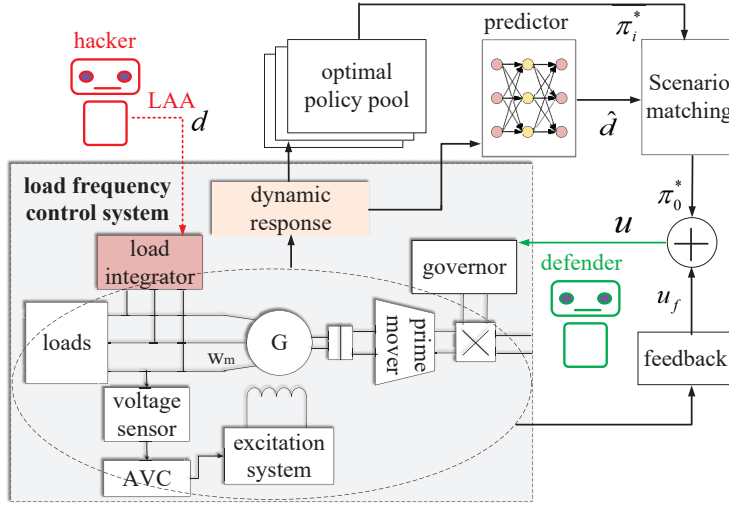 hacker
LAA
d
optimal
policy pool
predictor
π*i
d̂
Scenario
matching
load frequency
control system
dynamic
response
π*0
u
defender
load
integrator
governor
uf
loads
wm
G
prime
mover
feedback
voltage
sensor
excitation
system
AVC